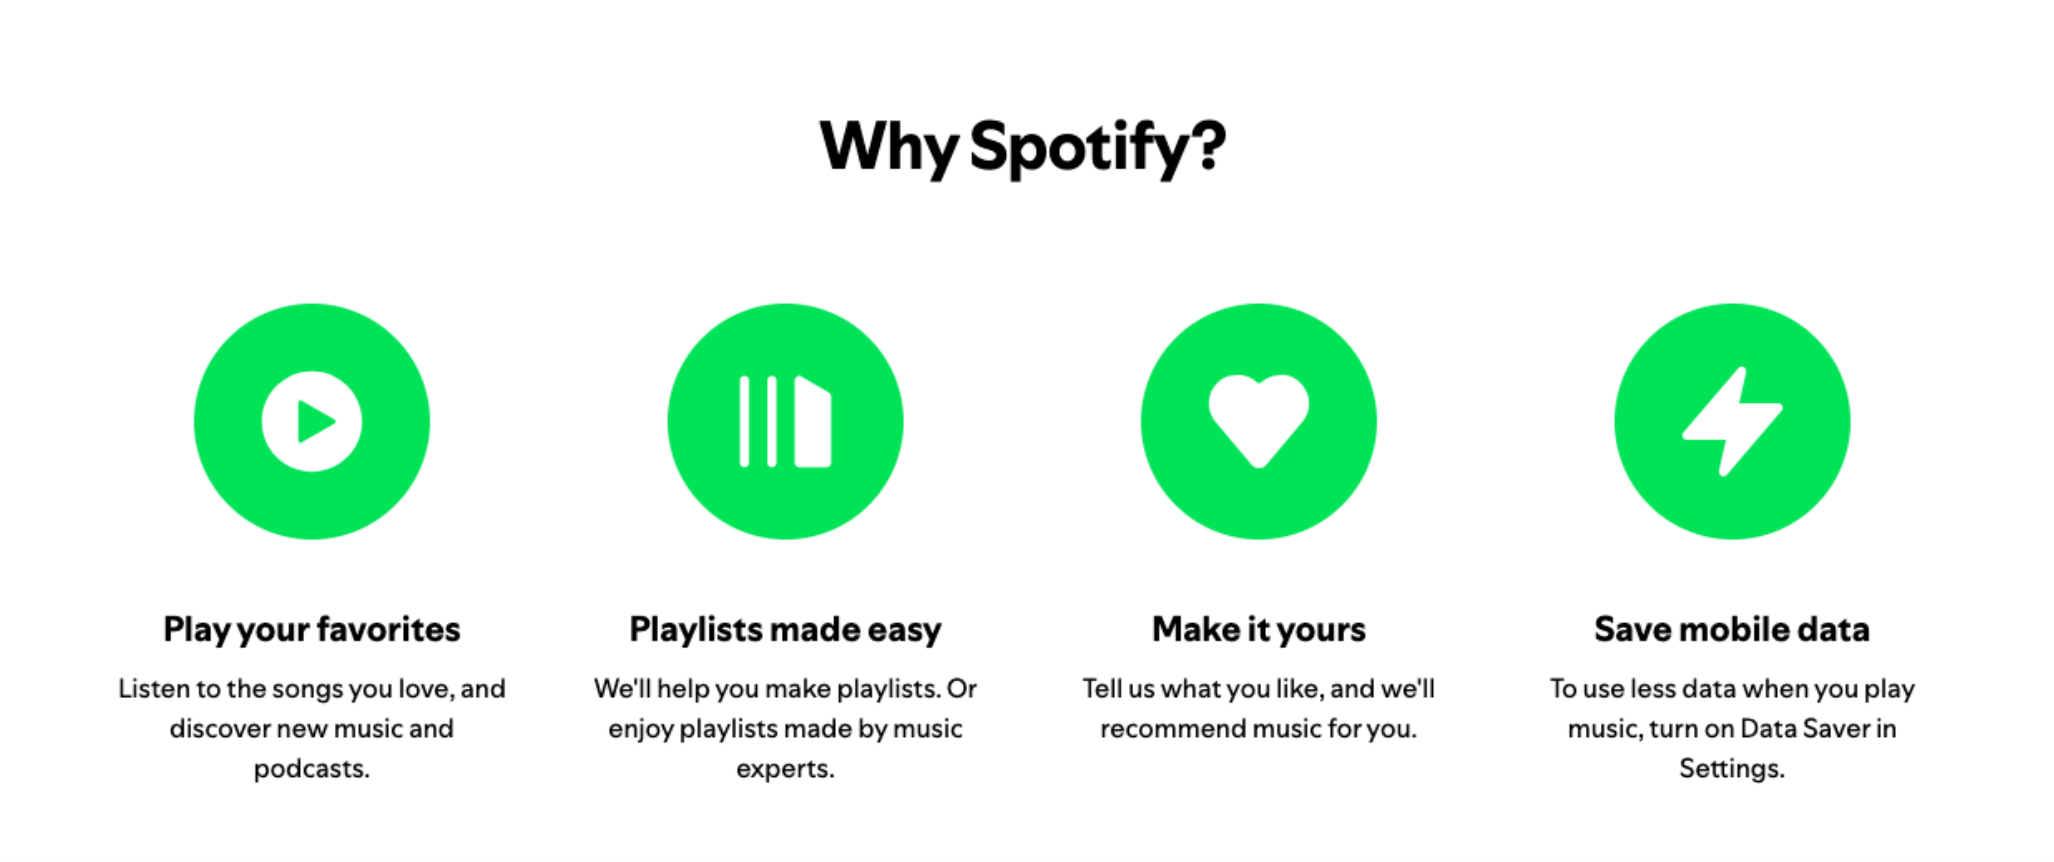 Why Spotify?
Play your favorites
Listen to the songs you love, and
discover new music and
podcasts.
Playlists made easy
We'll help you make playlists. Or
enjoy playlists made by music
experts.
Make it yours
Tell us what you like, and we'll
recommend music for you.
Save mobile data
To use less data when you play
music, turn on Data Saver in
Settings.